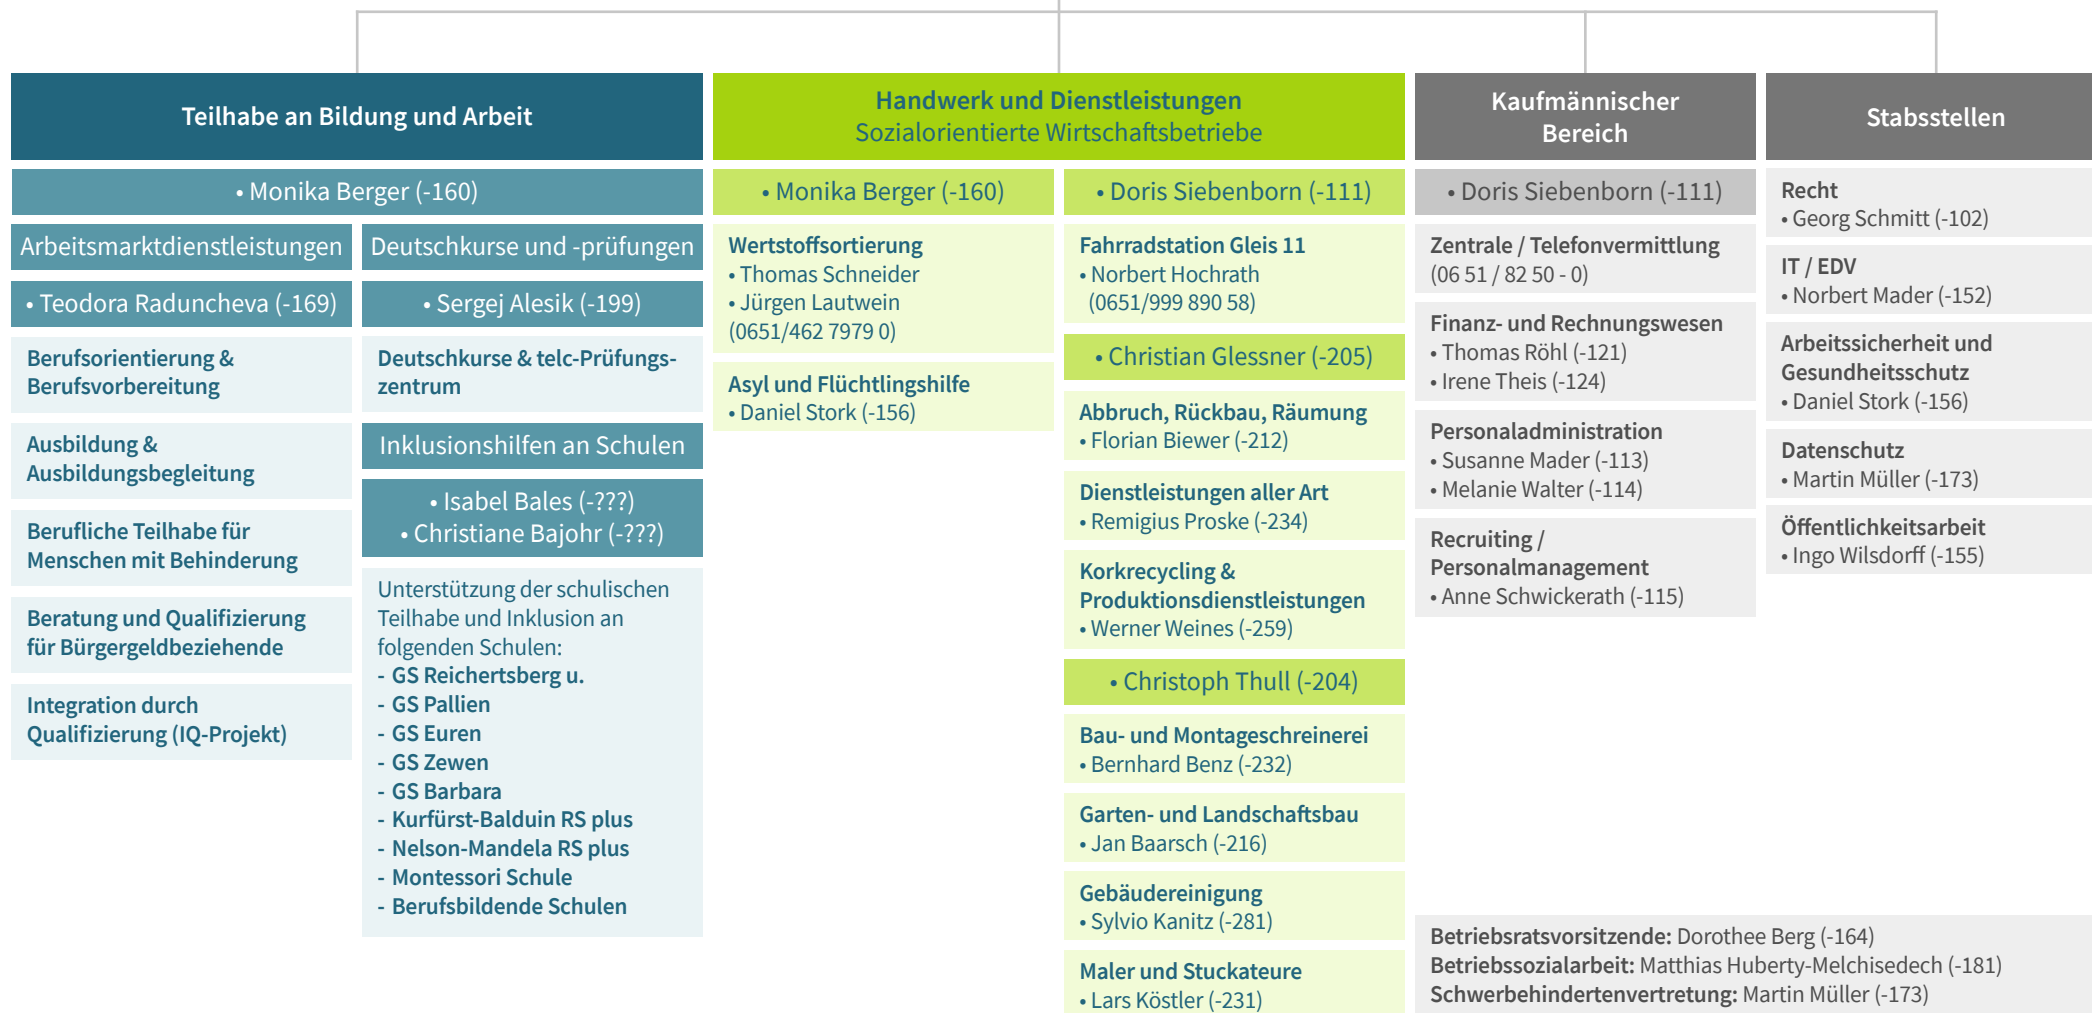 Teilhabe an Bildung und Arbeit
• Monika Berger (-160)
Arbeitsmarktdienstleistungen
• Teodora Raduncheva (-169)
Berufsorientierung &
Berufsvorbereitung
Ausbildung &
Ausbildungsbegleitung
Berufliche Teilhabe für
Menschen mit Behinderung
Beratung und Qualifizierung
für Bürgergeldbeziehende
Integration durch
Qualifizierung (IQ-Projekt)
Deutschkurse und -prüfungen
• Sergej Alesik (-199)
Deutschkurse & telc-Prüfungs-
zentrum
Inklusionshilfen an Schulen
• Isabel Bales (-???)
• Christiane Bajohr (-???)
Unterstützung der schulischen
Teilhabe und Inklusion an
folgenden Schulen:
- GS Reichertsberg u.
- GS Pallien
- GS Euren
- GS Zewen
- GS Barbara
- Kurfürst-Balduin RS plus
- Nelson-Mandela RS plus
- Montessori Schule
- Berufsbildende Schulen
Handwerk und Dienstleistungen
Sozialorientierte Wirtschaftsbetriebe
• Monika Berger (-160)
Wertstoffsortierung
• Thomas Schneider
• Jürgen Lautwein
(0651/462 7979 0)
Asyl und Flüchtlingshilfe
• Daniel Stork (-156)
• Doris Siebenborn (-111)
Fahrradstation Gleis 11
• Norbert Hochrath
(0651/999 890 58)
• Christian Glessner (-205)
Abbruch, Rückbau, Räumung
• Florian Biewer (-212)
Dienstleistungen aller Art
• Remigius Proske (-234)
Korkrecycling &
Produktionsdienstleistungen
• Werner Weines (-259)
• Christoph Thull (-204)
Bau- und Montageschreinerei
• Bernhard Benz (-232)
Garten- und Landschaftsbau
• Jan Baarsch (-216)
Gebäudereinigung
• Sylvio Kanitz (-281)
Maler und Stuckateure
• Lars Köstler (-231)
Kaufmännischer
Bereich
• Doris Siebenborn (-111)
Zentrale / Telefonvermittlung
(06 51 / 82 50 - 0)
Finanz- und Rechnungswesen
• Thomas Röhl (-121)
• Irene Theis (-124)
Personaladministration
• Susanne Mader (-113)
• Melanie Walter (-114)
Recruiting /
Personalmanagement
• Anne Schwickerath (-115)
Stabsstellen
Recht
• Georg Schmitt (-102)
IT / EDV
• Norbert Mader (-152)
Arbeitssicherheit und
Gesundheitsschutz
• Daniel Stork (-156)
Datenschutz
• Martin Müller (-173)
Öffentlichkeitsarbeit
• Ingo Wilsdorff (-155)
Betriebsratsvorsitzende: Dorothee Berg (-164)
Betriebssozialarbeit: Matthias Huberty-Melchisedech (-181)
Schwerbehindertenvertretung: Martin Müller (-173)